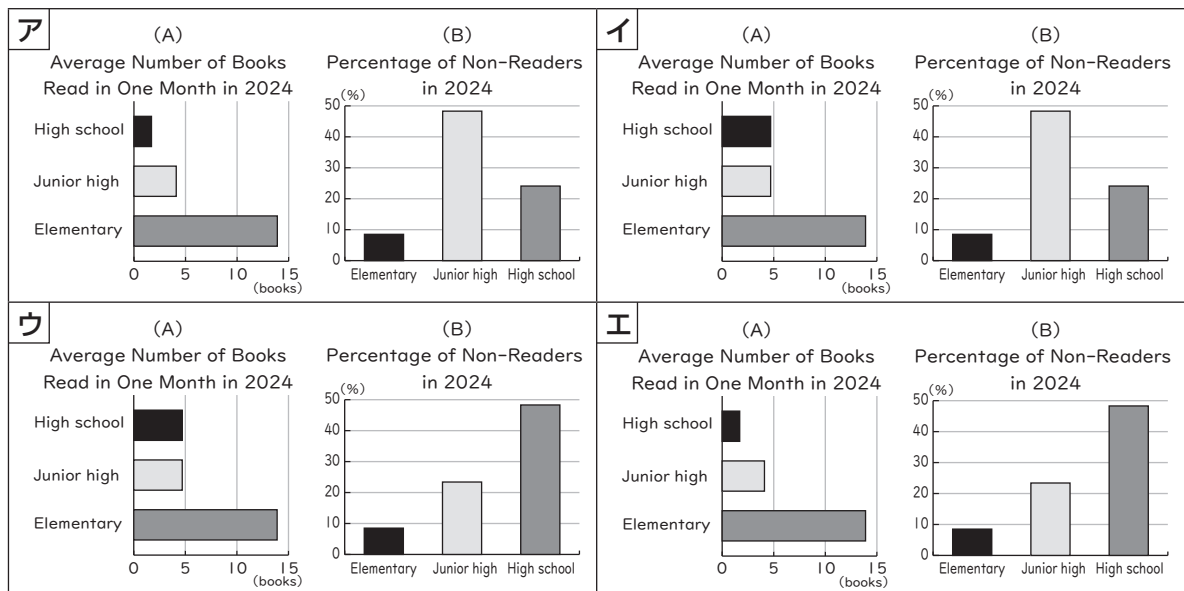 ア
(A)
Average Number of Books
Read in One Month in 2024
High school
Junior high
Elementary
0 5 10 15
(books)
(B)
Percentage of Non-Readers
in 2024
(%)
50
40
30
20
10
0
Elementary Junior high High school
イ
(A)
Average Number of Books
Read in One Month in 2024
High school
Junior high
Elementary
0 5 10 15
(books)
(B)
Percentage of Non-Readers
in 2024
(%)
50
40
30
20
10
0
Elementary Junior high High school
ウ
(A)
Average Number of Books
Read in One Month in 2024
High school
Junior high
Elementary
0 5 10 15
(books)
(B)
Percentage of Non-Readers
in 2024
(%)
50
40
30
20
10
0
Elementary Junior high High school
エ
(A)
Average Number of Books
Read in One Month in 2024
High school
Junior high
Elementary
0 5 10 15
(books)
(B)
Percentage of Non-Readers
in 2024
(%)
50
40
30
20
10
0
Elementary Junior high High school